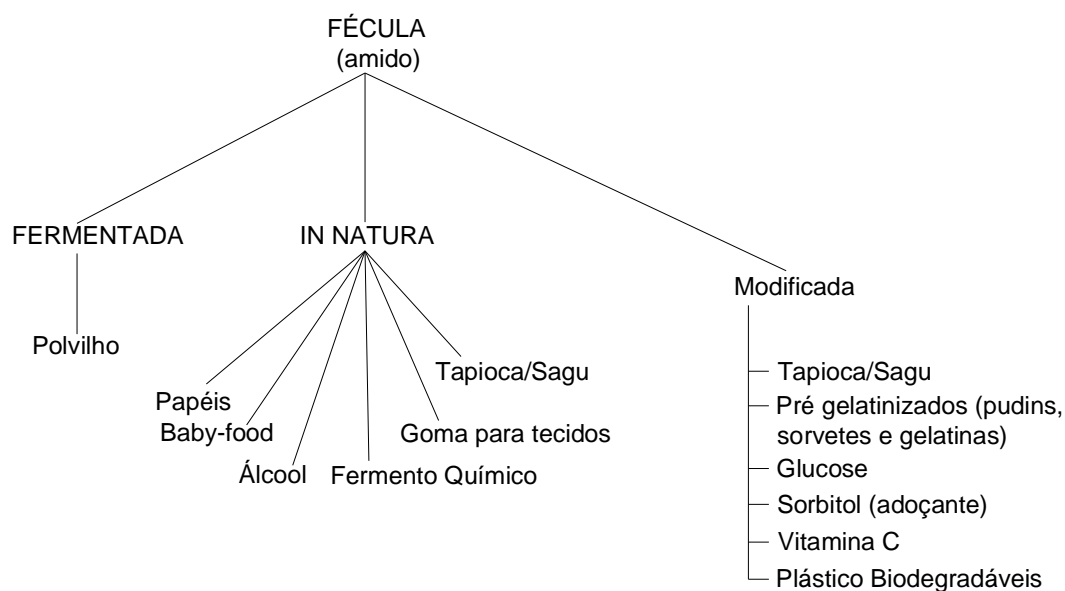 FÉCULA
(amido)
FERMENTADA
IN NATURA
Modificada
Polvilho
Tapioca/Sagu
Papéis
Baby-food
Goma para tecidos
Álcool
Fermento Químico
Tapioca/Sagu
Pré gelatinizados (pudins,
sorvetes e gelatinas)
Glucose
Sorbitol (adoçante)
Vitamina C
Plástico Biodegradáveis